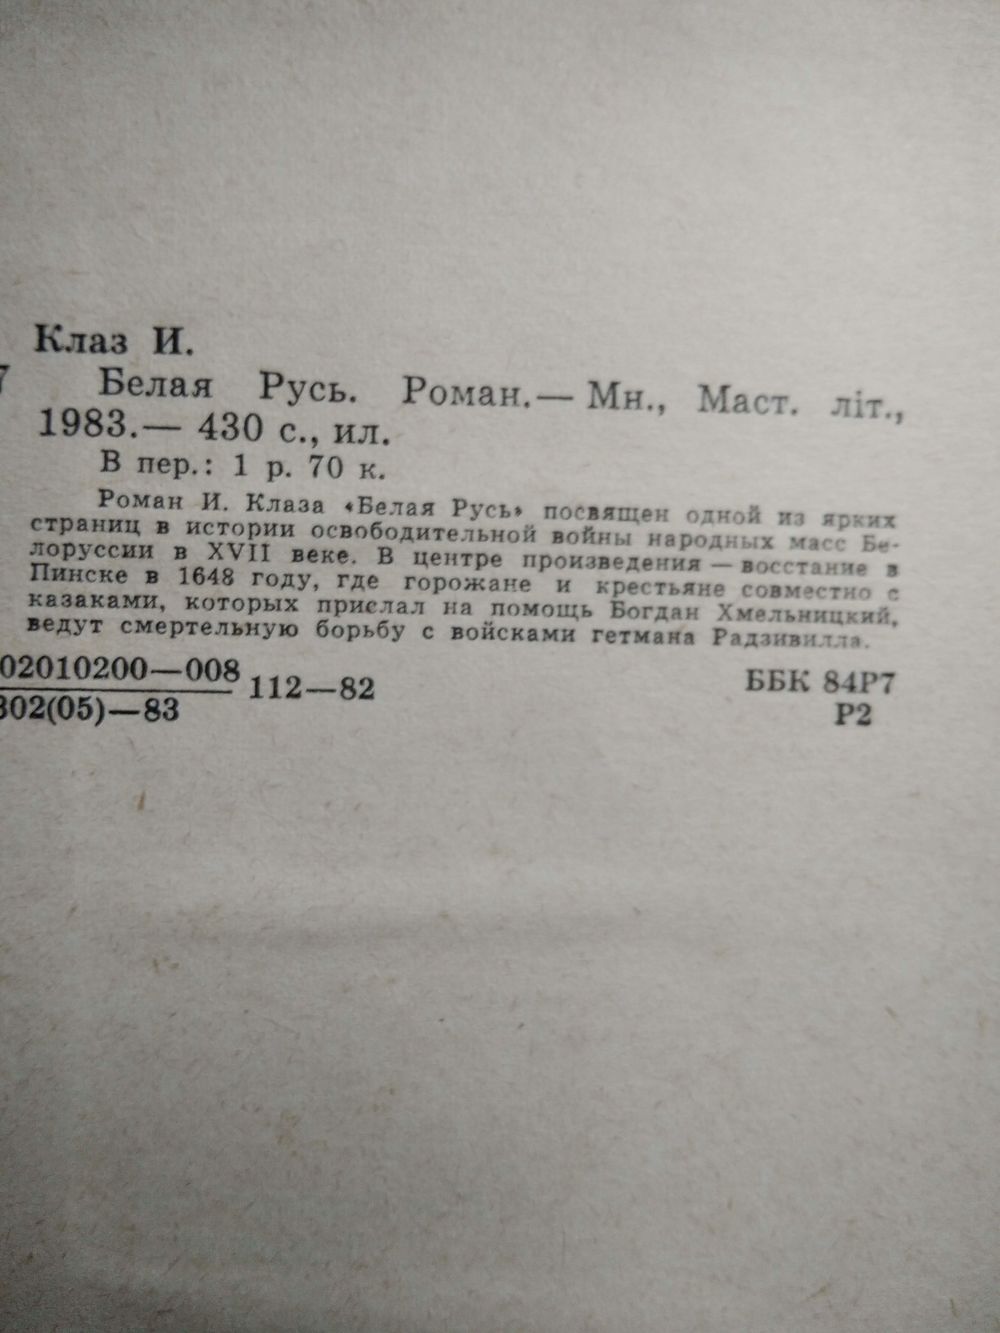 Клаз И.
7 Белая Русь. Роман.— Мн., Маст. літ.,
1983.— 430 с., ил.
В пер.: 1 р. 70 к.
Роман И. Клаза «Белая Русь» посвящен одной из ярких
страниц в истории освободительной войны народных масс Бе-
лоруссии в XVII веке. В центре произведения — восстание в
Пинске в 1648 году, где горожане и крестьяне совместно с
казаками, которых прислал на помощь Богдан Хмельницкий,
ведут смертельную борьбу с войсками гетмана Радзивилла.
02010200—008
302(05)—83
112—82
ББК 84Р7
Р2